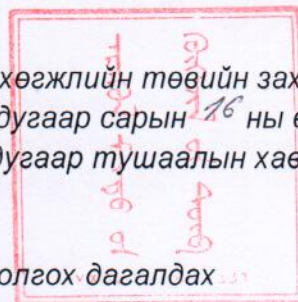 хөгжлийн төвийн зах
дугаар сарын 16 ны ө
дугаар тушаалын хав
олгох дагалдах